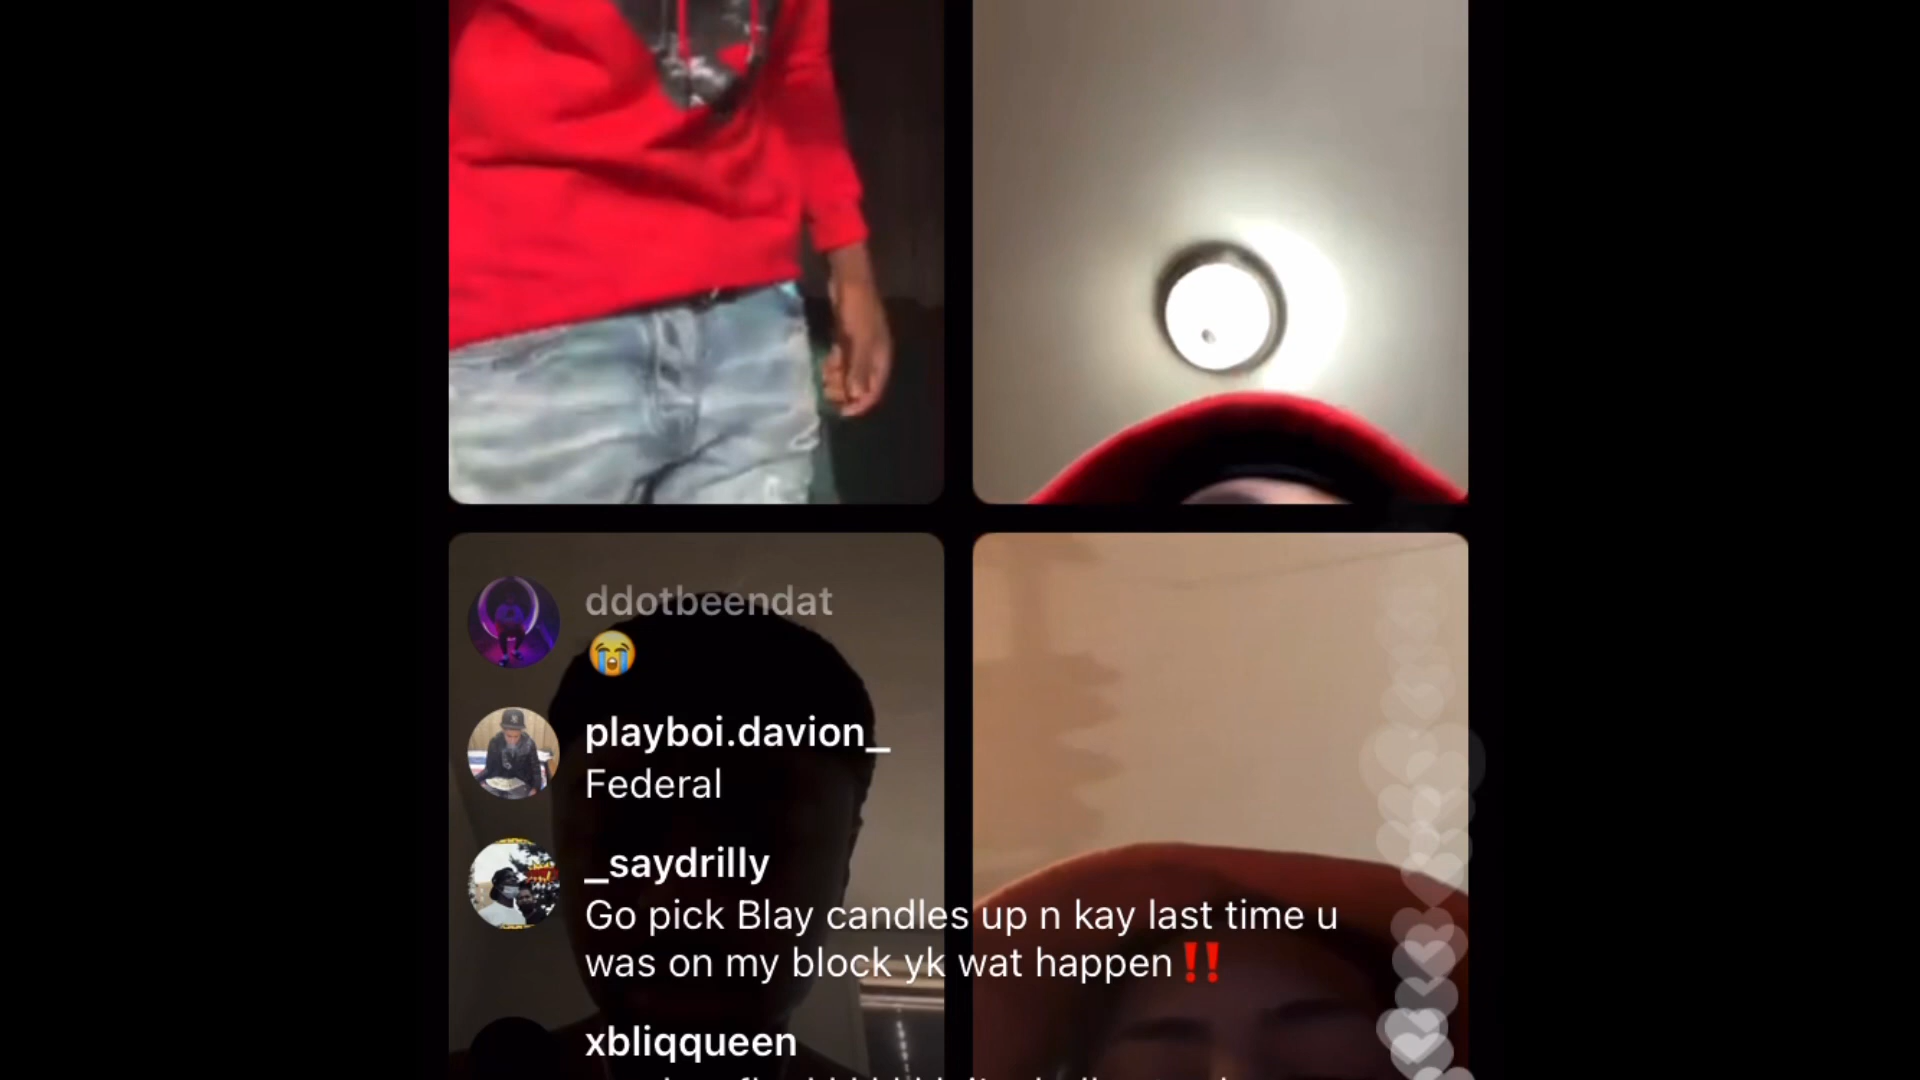 ddotbeendat
😭
playboi.davion_
Federal
_saydrilly
Go pick Blay candles up n kay last time u
was on my block yk wat happen‼️
xbliqqueen